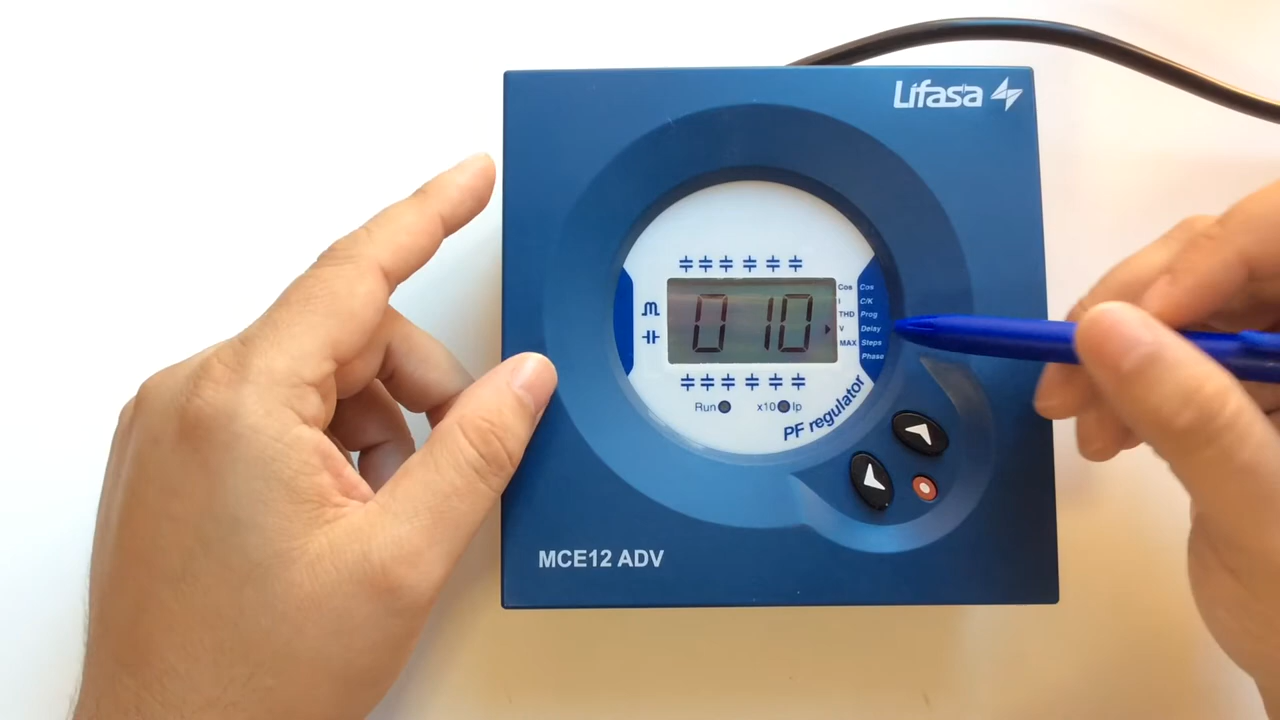 Lifasa
010
Cos Cos
I C/K
THD Prog
V Delay
MAX Steps
Phase
Run x10 Ip
PF regulator
MCE12 ADV